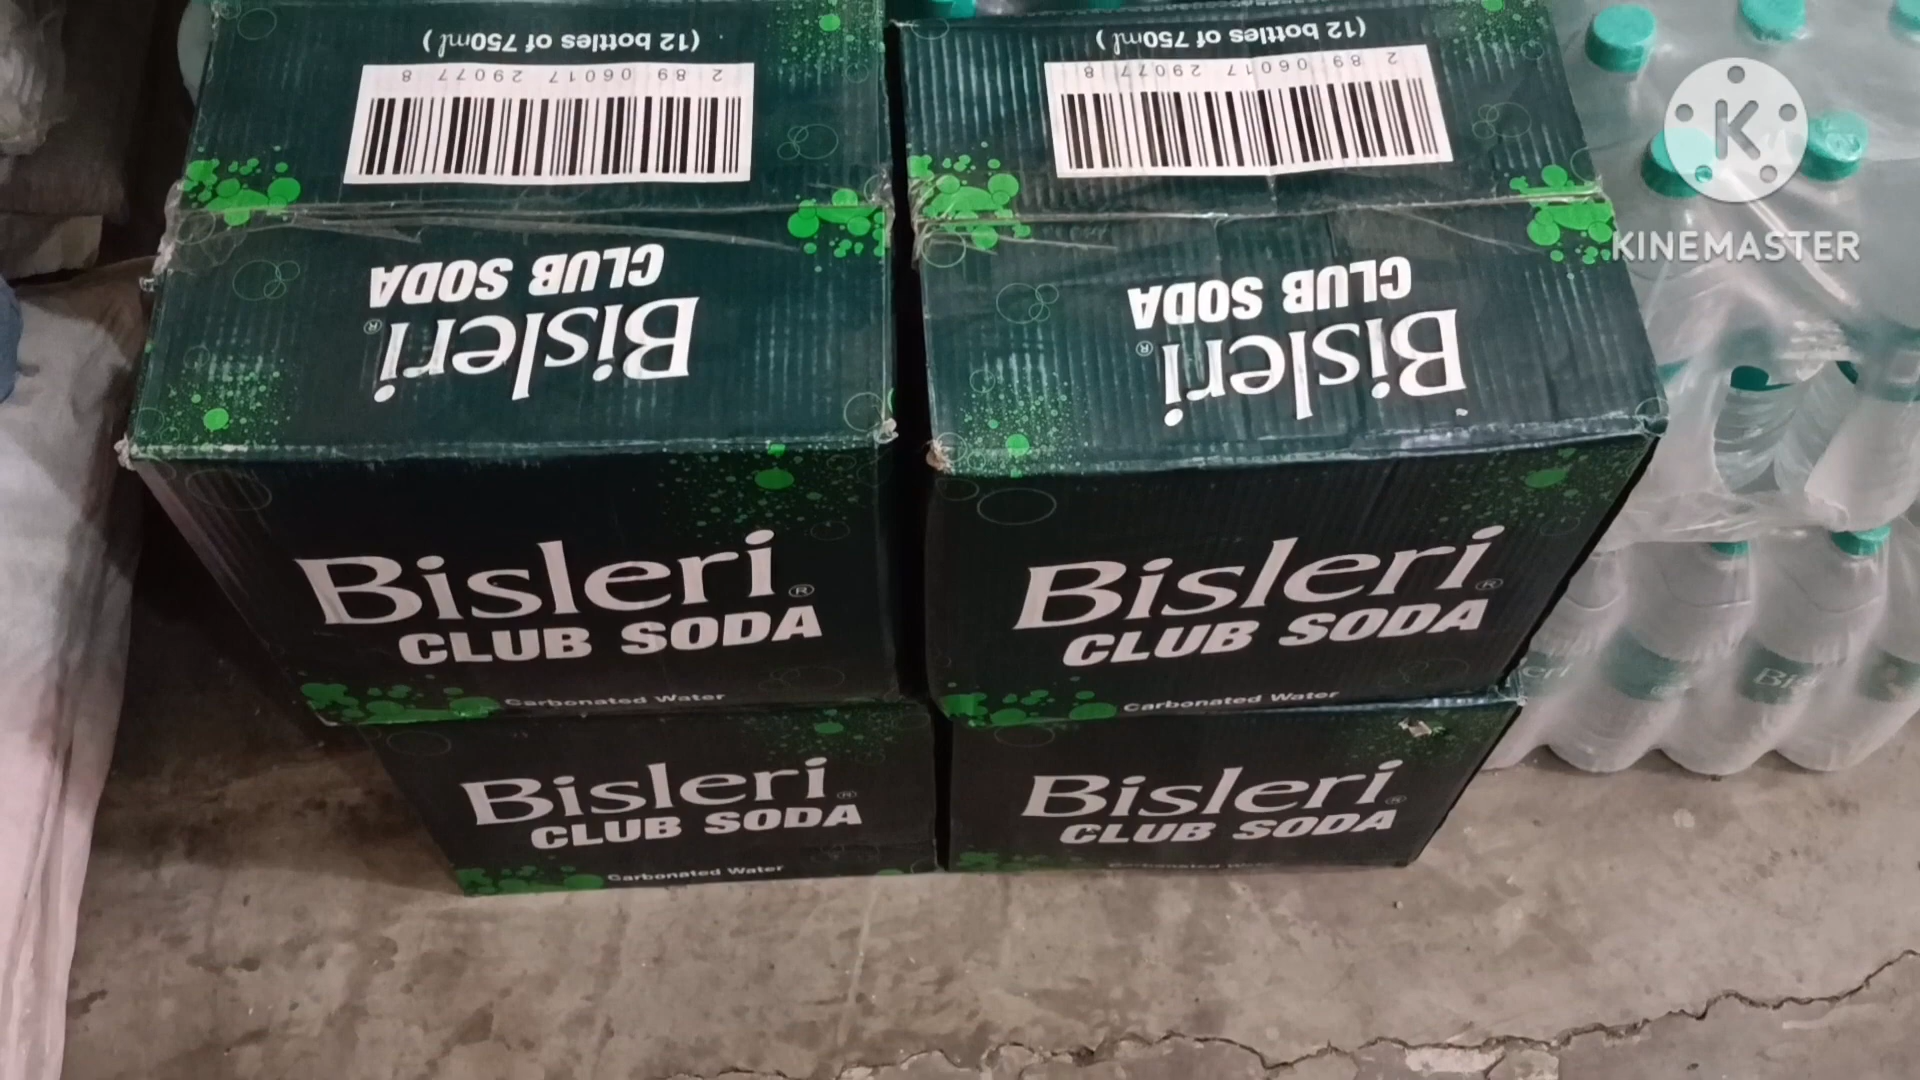 (12 bottles of 750ml)
2 89 06017 29077 8
CLUB SODA
Bisleri®
Bisleri®
CLUB SODA
Carbonated Water
Bisleri®
CLUB SODA
Carbonated Water
(12 bottles of 750ml)
2 89 06017 29077 8
CLUB SODA
Bisleri®
Bisleri®
CLUB SODA
Carbonated Water
Bisleri®
CLUB SODA
Carbonated
K
KINEMASTER